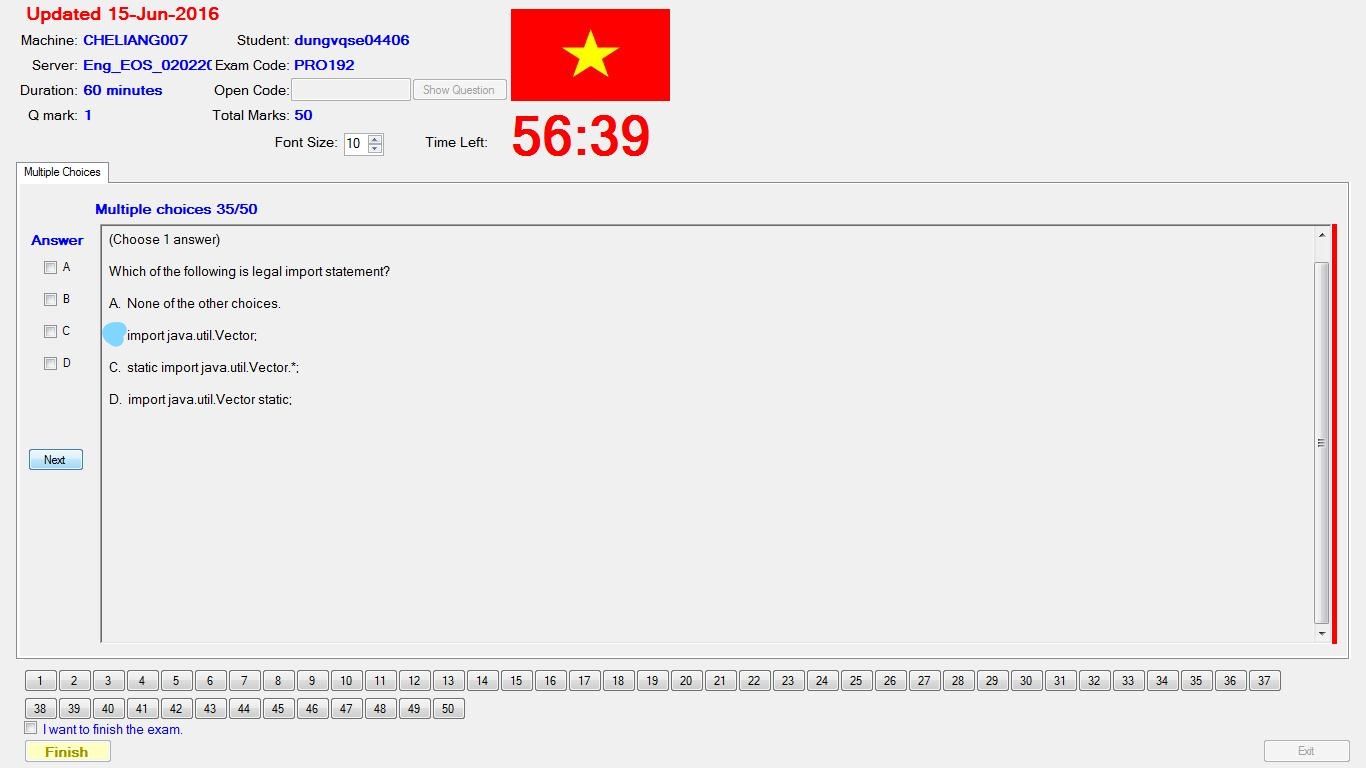 Updated 15-Jun-2016
Machine: CHELIANG007 Student: dungvqse04406
Server: Eng_EOS_02022 Exam Code: PRO192
Duration: 60 minutes Open Code: Show Question
Q mark: 1 Total Marks: 50
Font Size: 10 Time Left: 56:39
Multiple Choices
Multiple choices 35/50
Answer
(Choose 1 answer)
A
Which of the following is legal import statement?
B
A. None of the other choices.
C
import java.util.Vector;
D
C. static import java.util.Vector.*;
D. import java.util.Vector static;
Next
1 2 3 4 5 6 7 8 9 10 11 12 13 14 15 16 17 18 19 20 21 22 23 24 25 26 27 28 29 30 31 32 33 34 35 36 37
38 39 40 41 42 43 44 45 46 47 48 49 50
I want to finish the exam.
Finish Exit